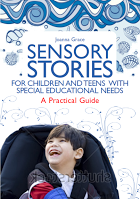 Joanna Grace
SENSORY
STORIES
FOR CHILDREN AND TEENS WITH
SPECIAL EDUCATIONAL NEEDS
A Practical Guide